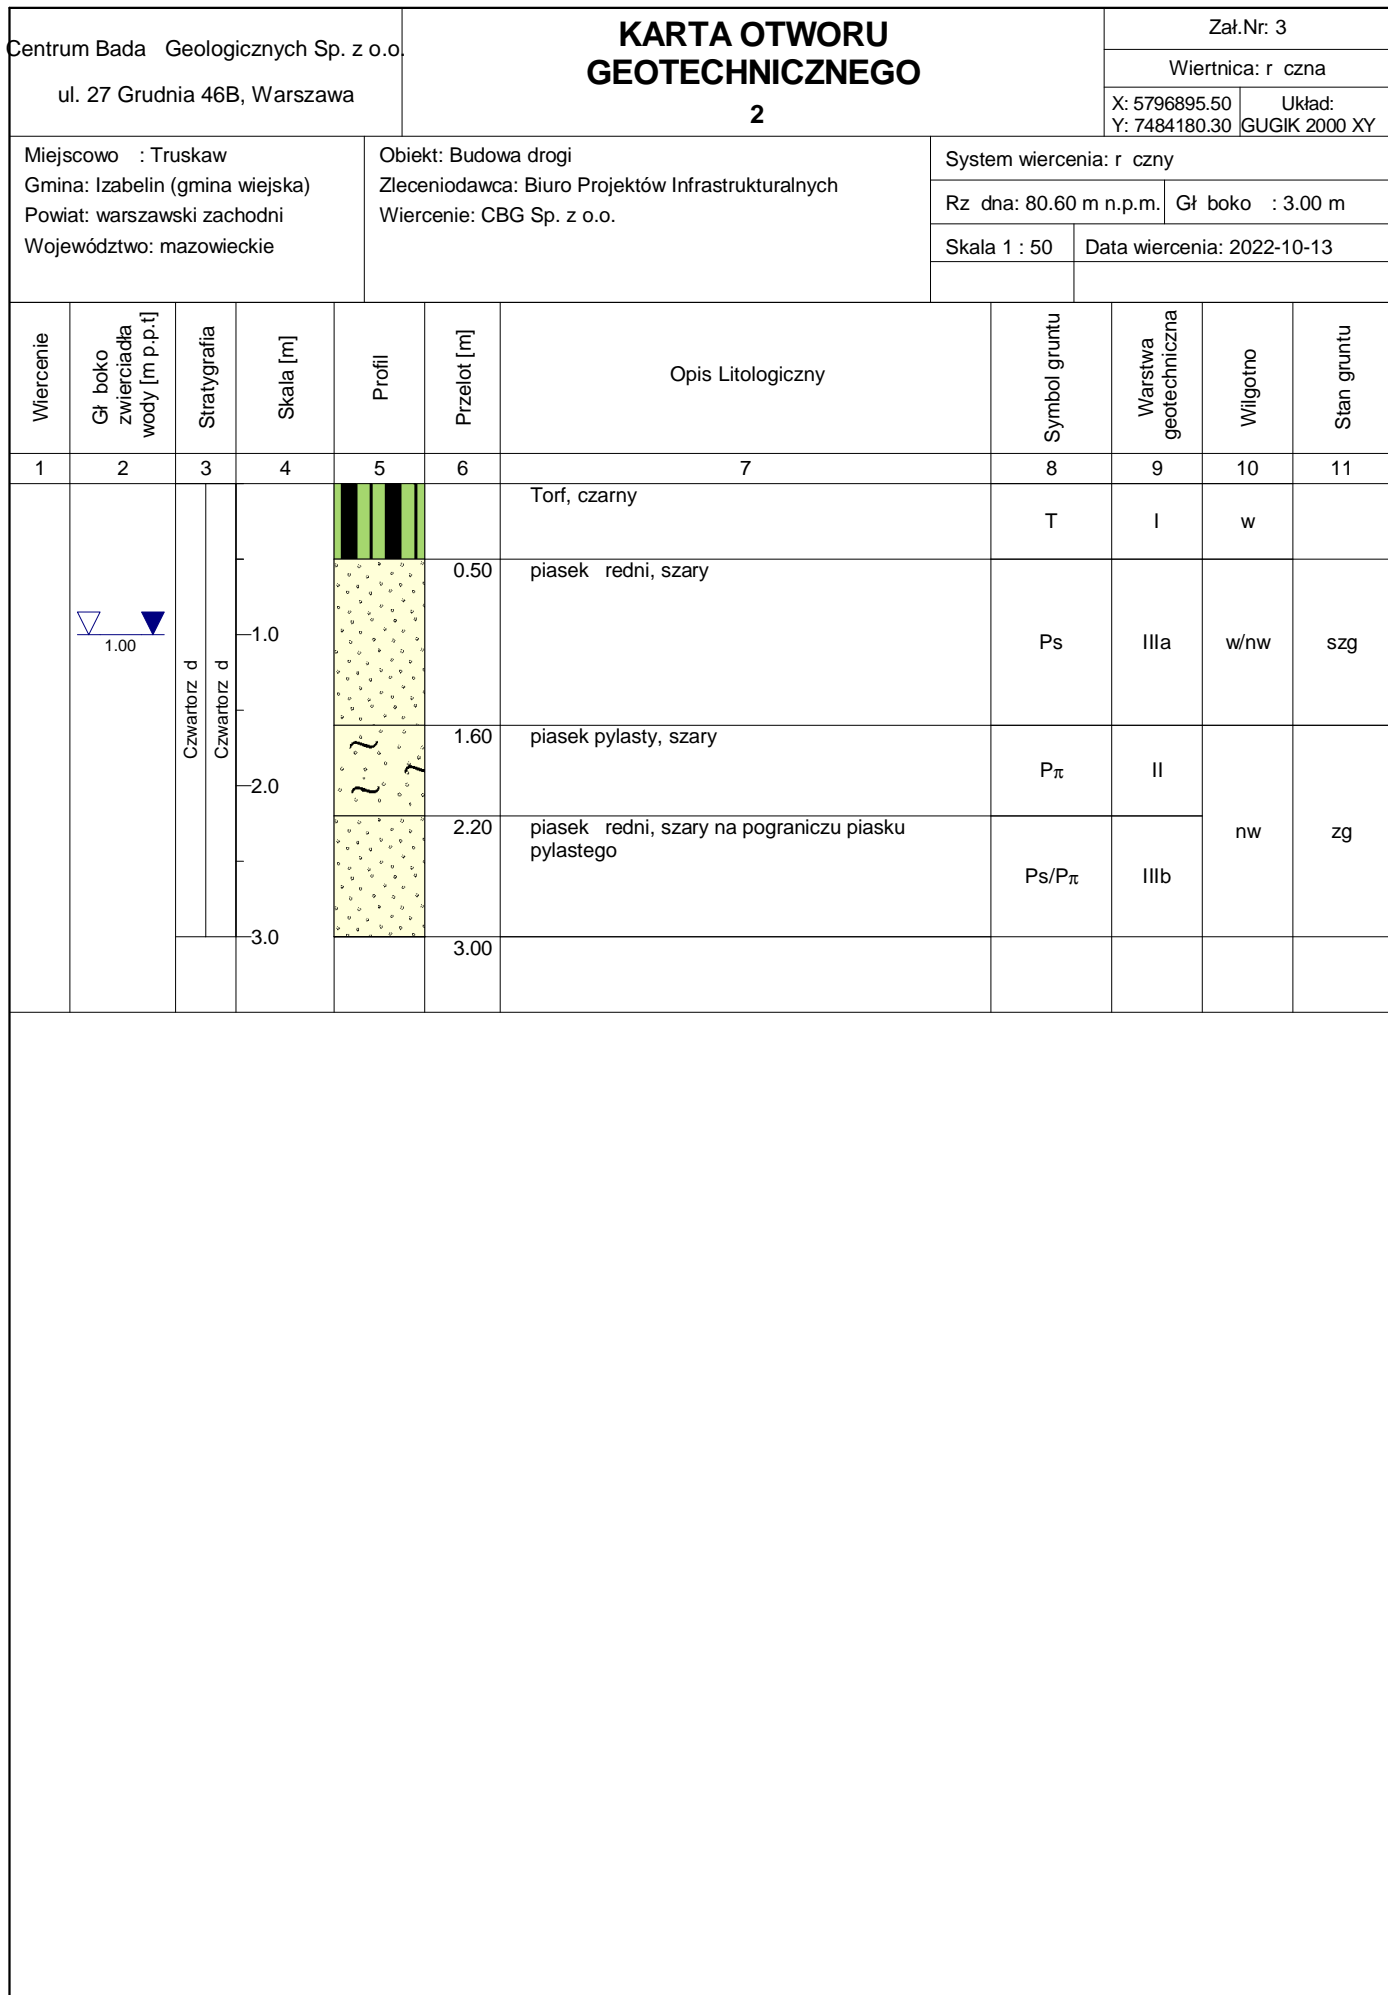 Centrum Bada Geologicznych Sp. z o.o.
ul. 27 Grudnia 46B, Warszawa
KARTA OTWORU
GEOTECHNICZNEGO
2
Zał.Nr: 3
Wiertnica: r czna
X: 5796895.50
Y: 7484180.30
Układ:
GUGIK 2000 XY
Miejscowo : Truskaw
Gmina: Izabelin (gmina wiejska)
Powiat: warszawski zachodni
Województwo: mazowieckie
Obiekt: Budowa drogi
Zleceniodawca: Biuro Projektów Infrastrukturalnych
Wiercenie: CBG Sp. z o.o.
System wiercenia: r czny
Rz dna: 80.60 m n.p.m. Gł boko : 3.00 m
Skala 1 : 50 Data wiercenia: 2022-10-13
Wiercenie
Gł boko
zwierciadła
wody [m p.p.t]
Stratygrafia
Skala [m]
Profil
Przelot [m]
Opis Litologiczny
Symbol gruntu
Warstwa
geotechniczna
Wilgotno
Stan gruntu
1 2 3 4 5 6 7 8 9 10 11
Torf, czarny
T I w
0.50 piasek redni, szary
1.00
1.0
Ps IIIa w/nw szg
Czwartorz d
Czwartorz d
1.60 piasek pylasty, szary
Pπ II
2.0
2.20 piasek redni, szary na pograniczu piasku
pylastego
nw zg
Ps/Pπ IIIb
3.0
3.00